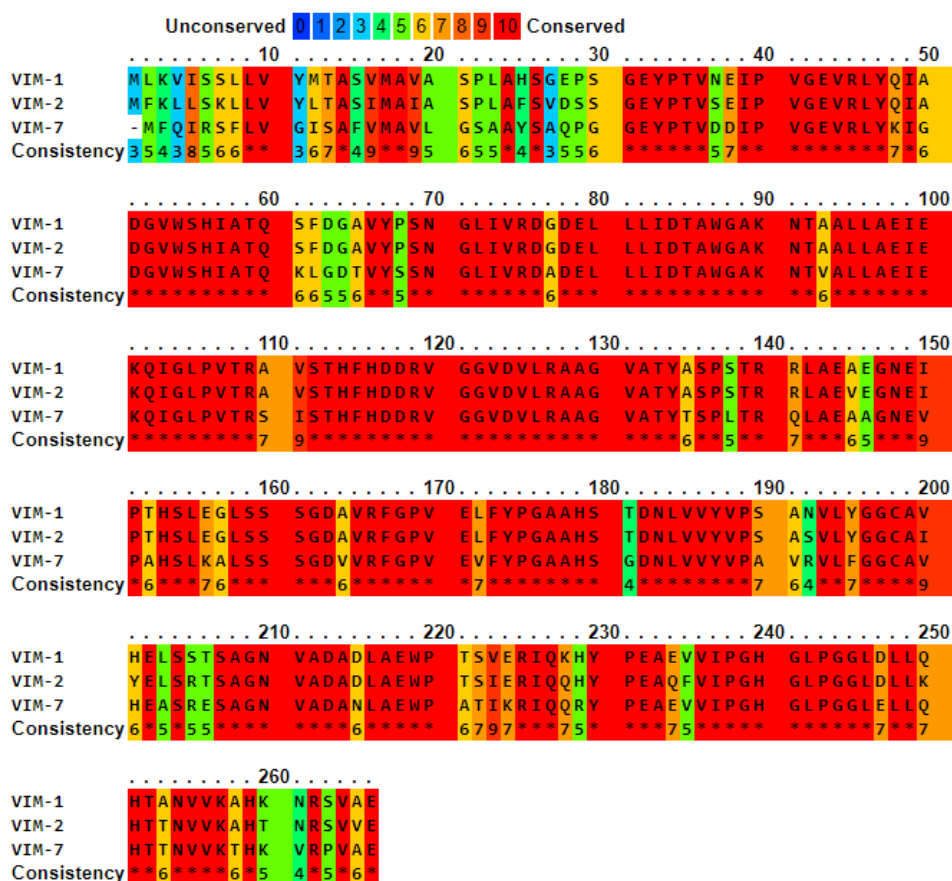 Unconserved 0 1 2 3 4 5 6 7 8 9 10 Conserved
. . . . . . . . . 10 . . . . . . . . . 20 . . . . . . . . . 30 . . . . . . . . . 40 . . . . . . . . . 50
VIM-1 MLKVISSLLV YMTASVMAVA SPLAHSGEPS GEYPTVNEIP VGEVRLYQIA
VIM-2 MFKLLSKLLV YLTASIMAIA SPLAFSVDSS GEYPTVSEIP VGEVRLYQIA
VIM-7 -MFQIRSFLV GISAFVMAVL GSAAYSAQPG GEYPTVDDIP VGEVRLYKIG
Consistency 35438566** 367*49**95 655*4*3556 ******57** *******7*6
. . . . . . . . . 60 . . . . . . . . . 70 . . . . . . . . . 80 . . . . . . . . . 90 . . . . . . . . . 100
VIM-1 DGVWSHIATQ SFDGAVYPSN GLIVRDGDEL LLIDTAWGAK NTAALLAEIE
VIM-2 DGVWSHIATQ SFDGAVYPSN GLIVRDGDEL LLIDTAWGAK NTAALLAEIE
VIM-7 DGVWSHIATQ KLGDTVYSSN GLIVRDADEL LLIDTAWGAK NTVALLAEIE
Consistency ********** 66556**5** ******6*** ********** **6*******
. . . . . . . . . 110 . . . . . . . . . 120 . . . . . . . . . 130 . . . . . . . . . 140 . . . . . . . . . 150
VIM-1 KQIGLPVTRA VSTHFHDDRV GGVDVLRAAG VATYASPSTR RLAEAEGNEI
VIM-2 KQIGLPVTRA VSTHFHDDRV GGVDVLRAAG VATYASPSTR RLAEVEGNEI
VIM-7 KQIGLPVTRS ISTHFHDDRV GGVDVLRAAG VATYTSPLTR QLAEAAGNEV
Consistency *********7 9********* ********** ****6**5** 7***65***9
. . . . . . . . . 160 . . . . . . . . . 170 . . . . . . . . . 180 . . . . . . . . . 190 . . . . . . . . . 200
VIM-1 PTHSLEGLSS SGDAVRFGPV ELFYPGAAHS TDNLVVYVPS ANVLYGGCAV
VIM-2 PTHSLEGLSS SGDAVRFGPV ELFYPGAAHS TDNLVVYVPS ASVLYGGCAI
VIM-7 PAHSLKALSS SGDVVRFGPV EVFYPGAAHS GDNLVVYVPA VRVLFGGCAV
Consistency *6***76*** ***6****** *7******** 4********7 64**7****9
. . . . . . . . . 210 . . . . . . . . . 220 . . . . . . . . . 230 . . . . . . . . . 240 . . . . . . . . . 250
VIM-1 HELSSTSAGN VADADLAEWP TSVERIQKHY PEAEVVIPGH GLPGGLDLLQ
VIM-2 YELSRTSAGN VADADLAEWP TSIERIQQHY PEAQFVIPGH GLPGGLDLLK
VIM-7 HEASRESAGN VADANLAEWP ATIKRIQQRY PEAEVVIPGH GLPGGLELLQ
Consistency 6*5*55**** ****6***** 6797***75* ***75***** ******7**7
. . . . . . . . . 260 . . . . . .
VIM-1 HTANVVKAHK NRSVAE
VIM-2 HTTNVVKAHT NRSVVE
VIM-7 HTTNVVKTHK VRPVAE
Consistency **6****6*5 4*5*6*